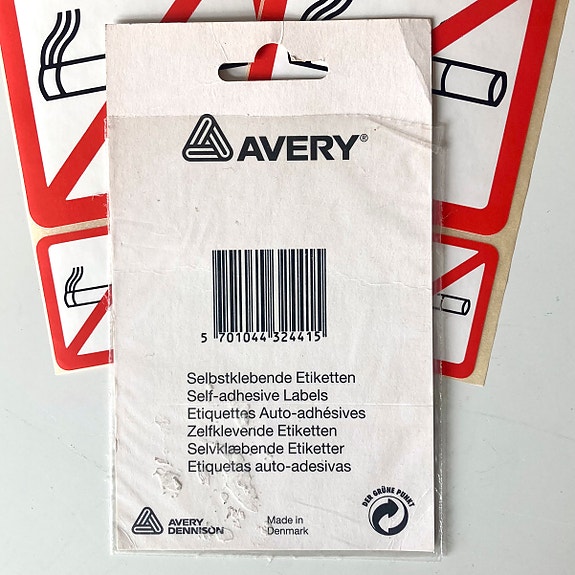 AVERY®
5 701044 324415
Selbstklebende Etiketten
Self-adhesive Labels
Etiquettes Auto-adhésives
Zelfklevende Etiketten
Selvklæbende Etiketter
Etiquetas auto-adesivas
DER GRÜNE PUNKT
AVERY
DENNISON
Made in
Denmark